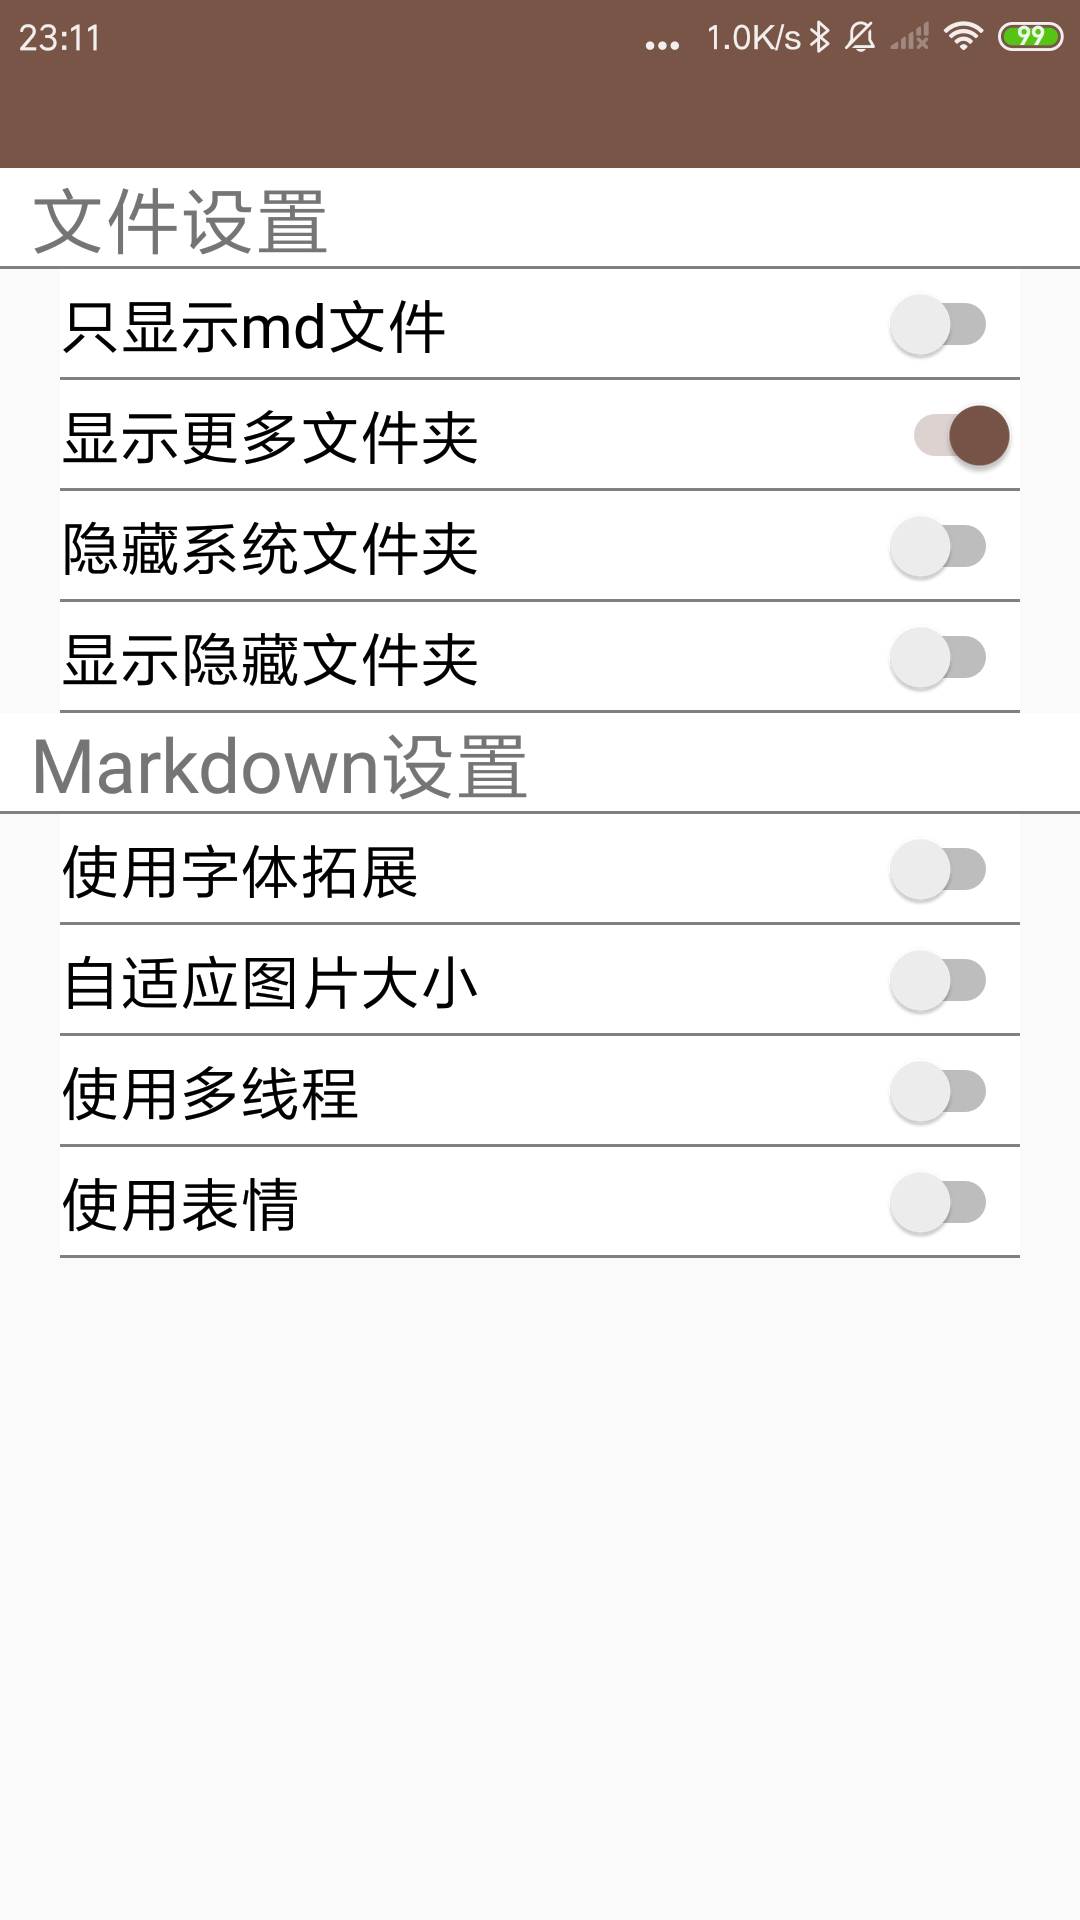 23:11 ... 1.0K/s 99
文件设置
只显示md文件
显示更多文件夹
隐藏系统文件夹
显示隐藏文件夹
Markdown设置
使用字体拓展
自适应图片大小
使用多线程
使用表情